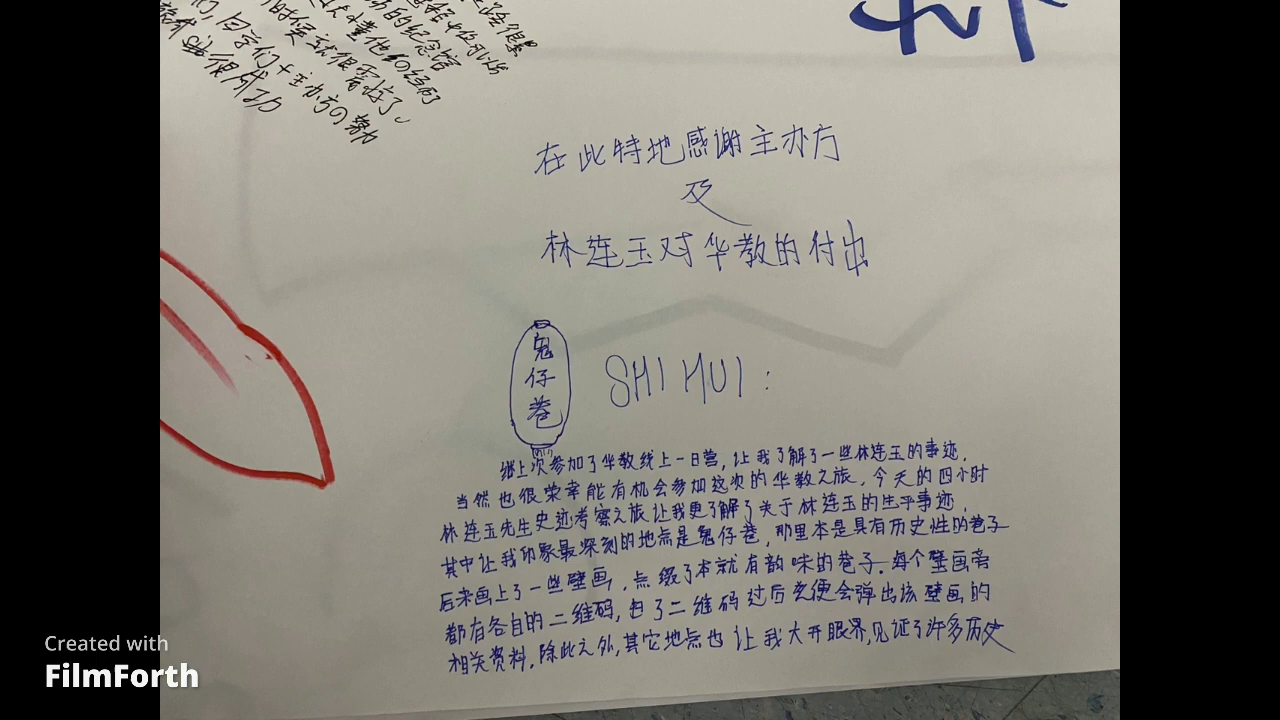 在此特地感谢主办方
及
林连玉对华教的付出
鬼
仔
巷
SHI HUI :
继上次参加了华教线上一日营,让我了解了一些林连玉的事迹.
当然也很荣幸能有机会参加这次的华教之旅.今天的四小时
林连玉先生史迹考察之旅让我更了解了关于林连玉的生平事迹.
其中让我印象最深刻的地点是鬼仔巷,那里本是具有历史性的巷子
后来画上了一些壁画,点缀了本就有韵味的巷子.每个壁画旁
都有各自的二维码,扫了二维码过后便会弹出该壁画的
相关资料.除此之外,其它地点也让我大开眼界,见证了许多历史
Created with
FilmForth